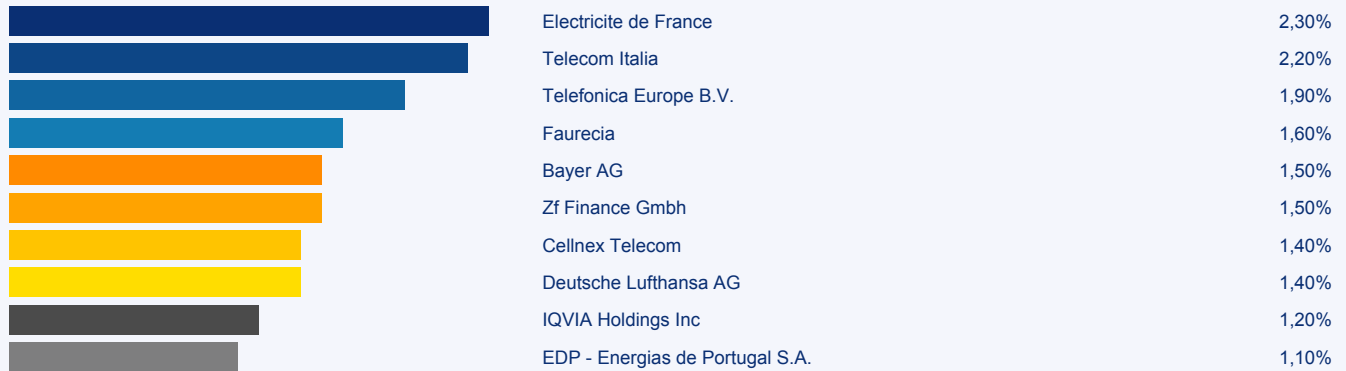 Electricite de France 2,30%
Telecom Italia 2,20%
Telefonica Europe B.V. 1,90%
Faurecia 1,60%
Bayer AG 1,50%
Zf Finance Gmbh 1,50%
Cellnex Telecom 1,40%
Deutsche Lufthansa AG 1,40%
IQVIA Holdings Inc 1,20%
EDP - Energias de Portugal S.A. 1,10%